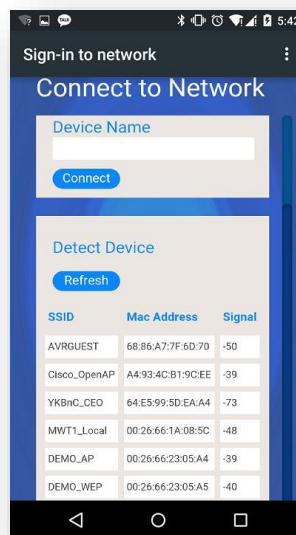 TALK 5:42
Sign-in to network
Connect to Network
Device Name
Connect
Detect Device
Refresh
SSID Mac Address Signal
AVRGUEST 68:86:A7:7F:6D:70 -50
Cisco_OpenAP A4:93:4C:B1:9C:EE -39
YKBnC_CEO 64:E5:99:5D:EA:A4 -73
MWT1_Local 00:26:66:1A:08:5C -48
DEMO_AP 00:26:66:23:05:A4 -39
DEMO_WEP 00:26:66:23:05:A5 -40